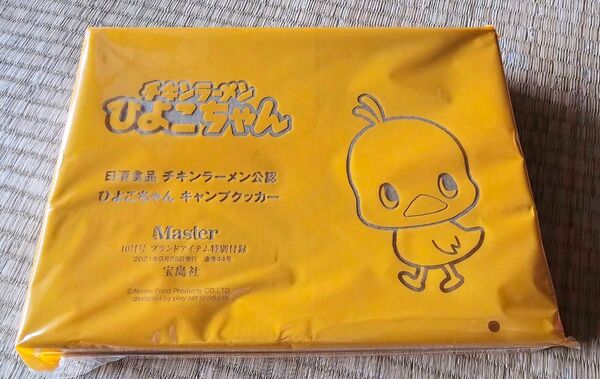 チキンラーメン
ひよこちゃん
日清食品 チキンラーメン公認
ひよこちゃん キャンプクッカー
Master
10月号 ブランドアイテム特別付録
2021年9月25日発行 通巻44号
宝島社
© Nissin Food Products CO.,LTD.
designed by play set products